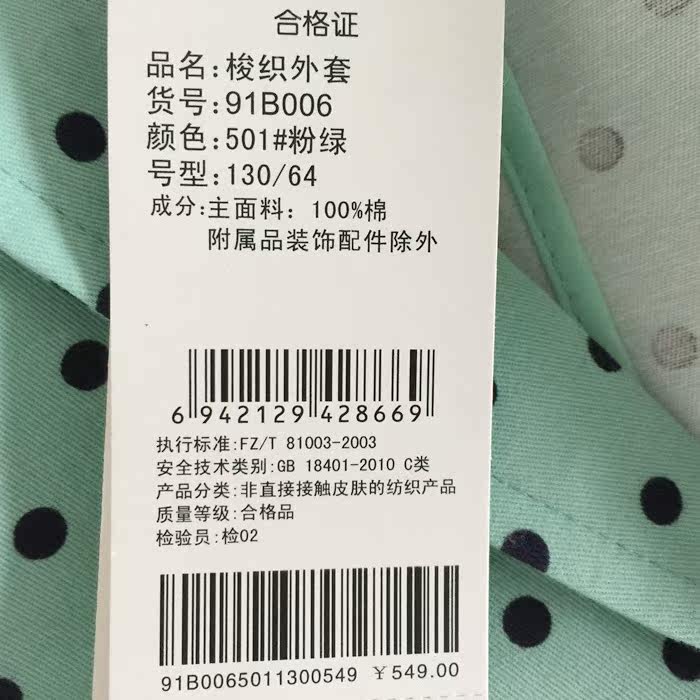 合格证
品名:梭织外套
货号:91B006
颜色:501#粉绿
号型:130/64
成分:主面料: 100%棉
附属品装饰配件除外
6 942129 428669
执行标准:FZ/T 81003-2003
安全技术类别:GB 18401-2010 C类
产品分类:非直接接触皮肤的纺织产品
质量等级:合格品
检验员:检02
91B0065011300549 ¥549.00